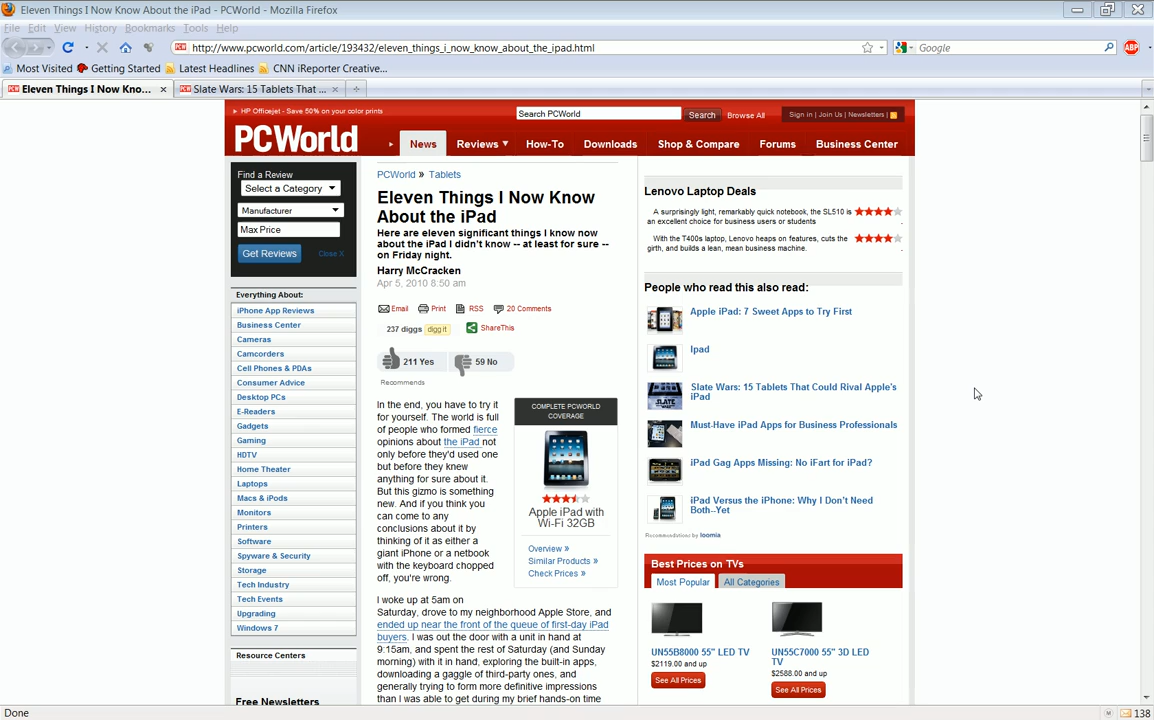 Eleven Things I Now Know About the iPad - PCWorld - Mozilla Firefox
File Edit View History Bookmarks Tools Help
http://www.pcworld.com/article/193432/eleven_things_i_now_know_about_the_ipad.html
Google
ABP
Most Visited Getting Started Latest Headlines CNN iReporter Creative...
Eleven Things I Now Kno...
Slate Wars: 15 Tablets That ...
HP Officejet - Save 50% on your color prints
Search PCWorld
Search
Browse All
Sign in | Join Us | Newsletters |
PCWorld
News
Reviews
How-To
Downloads
Shop & Compare
Forums
Business Center
Find a Review
Select a Category
Manufacturer
Max Price
Get Reviews
Close X
Everything About:
iPhone App Reviews
Business Center
Cameras
Camcorders
Cell Phones & PDAs
Consumer Advice
Desktop PCs
E-Readers
Gadgets
Gaming
HDTV
Home Theater
Laptops
Macs & iPods
Monitors
Printers
Software
Spyware & Security
Storage
Tech Industry
Tech Events
Upgrading
Windows 7
Resource Centers
Free Newsletters
PCWorld » Tablets
Eleven Things I Now Know
About the iPad
Here are eleven significant things I know now
about the iPad I didn't know -- at least for sure --
on Friday night.
Harry McCracken
Apr 5, 2010 8:50 am
Email Print RSS 20 Comments
237 diggs digg it ShareThis
211 Yes 59 No
Recommends
In the end, you have to try it
for yourself. The world is full
of people who formed fierce
opinions about the iPad not
only before they'd used one
but before they knew
anything for sure about it.
But this gizmo is something
new. And if you think you
can come to any
conclusions about it by
thinking of it as either a
giant iPhone or a netbook
with the keyboard chopped
off, you're wrong.
COMPLETE PCWORLD
COVERAGE
Apple iPad with
Wi-Fi 32GB
Overview »
Similar Products »
Check Prices »
I woke up at 5am on
Saturday, drove to my neighborhood Apple Store, and
ended up near the front of the queue of first-day iPad
buyers. I was out the door with a unit in hand at
9:15am, and spent the rest of Saturday (and Sunday
morning) with it in hand, exploring the built-in apps,
downloading a gaggle of third-party ones, and
generally trying to form more definitive impressions
than I was able to get during my brief hands-on time
Lenovo Laptop Deals
A surprisingly light, remarkably quick notebook, the SL510 is
an excellent choice for business users or students
With the T400s laptop, Lenovo heaps on features, cuts the
girth, and builds a lean, mean business machine.
People who read this also read:
Apple iPad: 7 Sweet Apps to Try First
Ipad
Slate Wars: 15 Tablets That Could Rival Apple's
iPad
Must-Have iPad Apps for Business Professionals
iPad Gag Apps Missing: No iFart for iPad?
iPad Versus the iPhone: Why I Don't Need
Both--Yet
Recommendations by loomia
Best Prices on TVs
Most Popular All Categories
UN55B8000 55" LED TV
$2119.00 and up
See All Prices
UN55C7000 55" 3D LED
TV
$2588.00 and up
See All Prices
Done
138